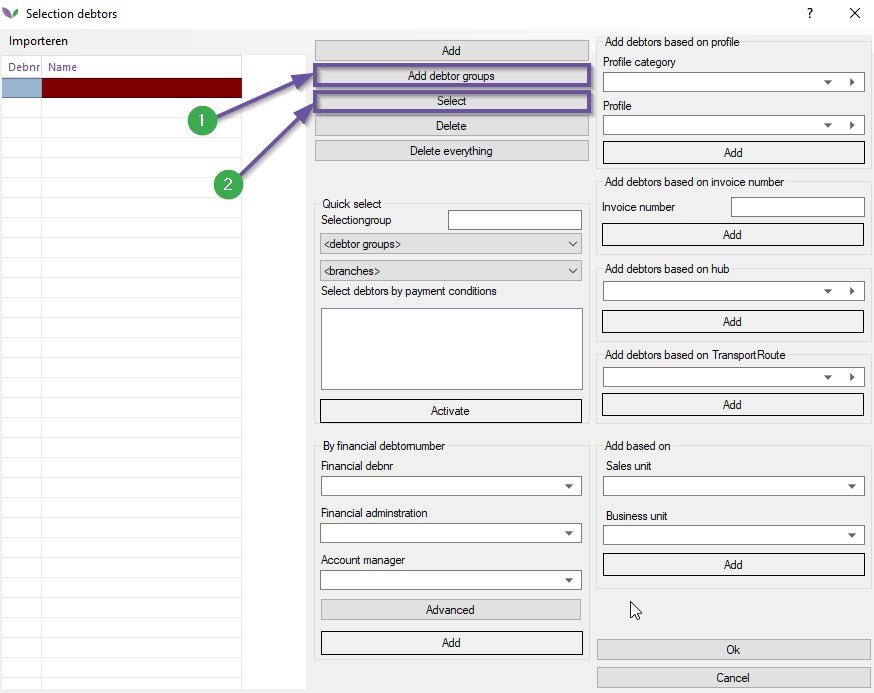 Selection debtors
?
Importeren
Debnr Name
1
2
Add
Add debtor groups
Select
Delete
Delete everything
Quick select
Selectiongroup
<debtor groups>
<branches>
Select debtors by payment conditions
Activate
By financial debtornumber
Financial debnr
Financial adminstration
Account manager
Advanced
Add
Add debtors based on profile
Profile category
Profile
Add
Add debtors based on invoice number
Invoice number
Add
Add debtors based on hub
Add
Add debtors based on TransportRoute
Add
Add based on
Sales unit
Business unit
Add
Ok
Cancel